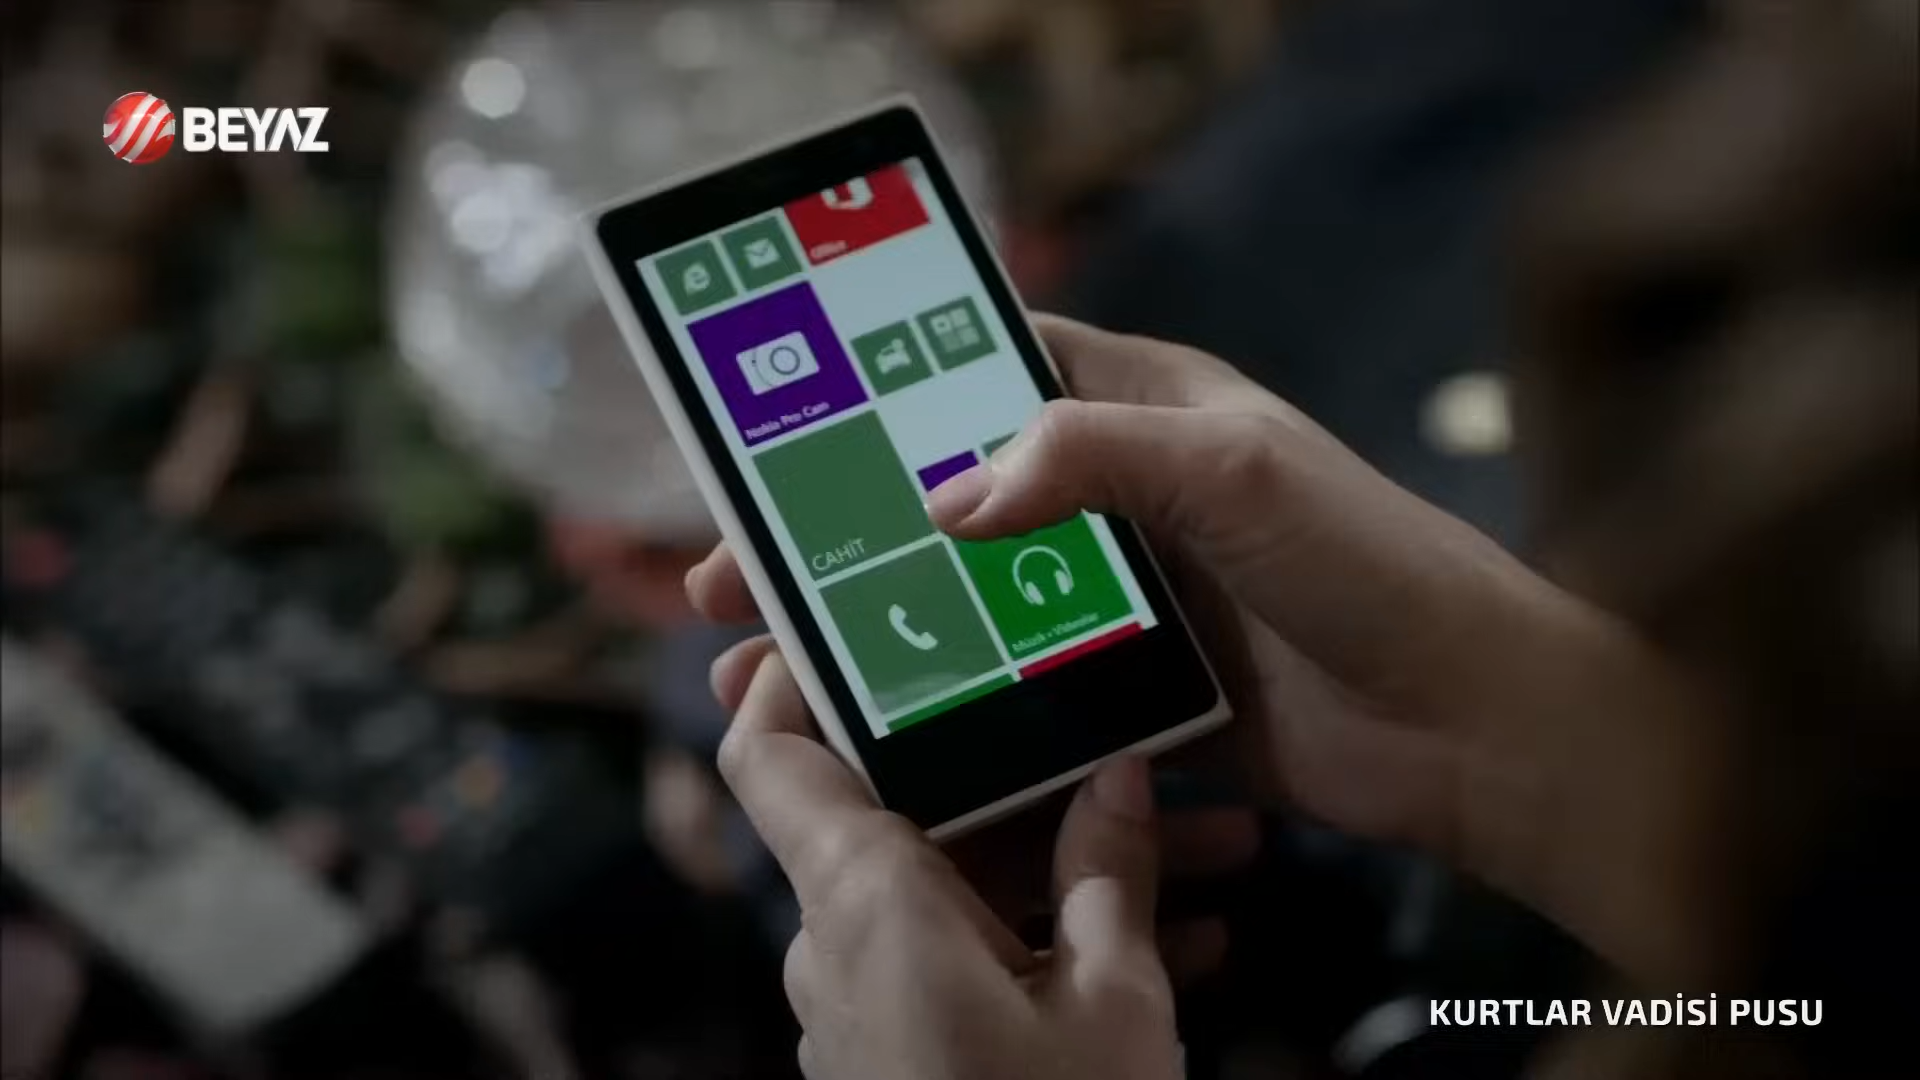 BEYAZ
Office
Nokia Pro Cam
CAHİT
Müzik+Videolar
KURTLAR VADİSİ PUSU